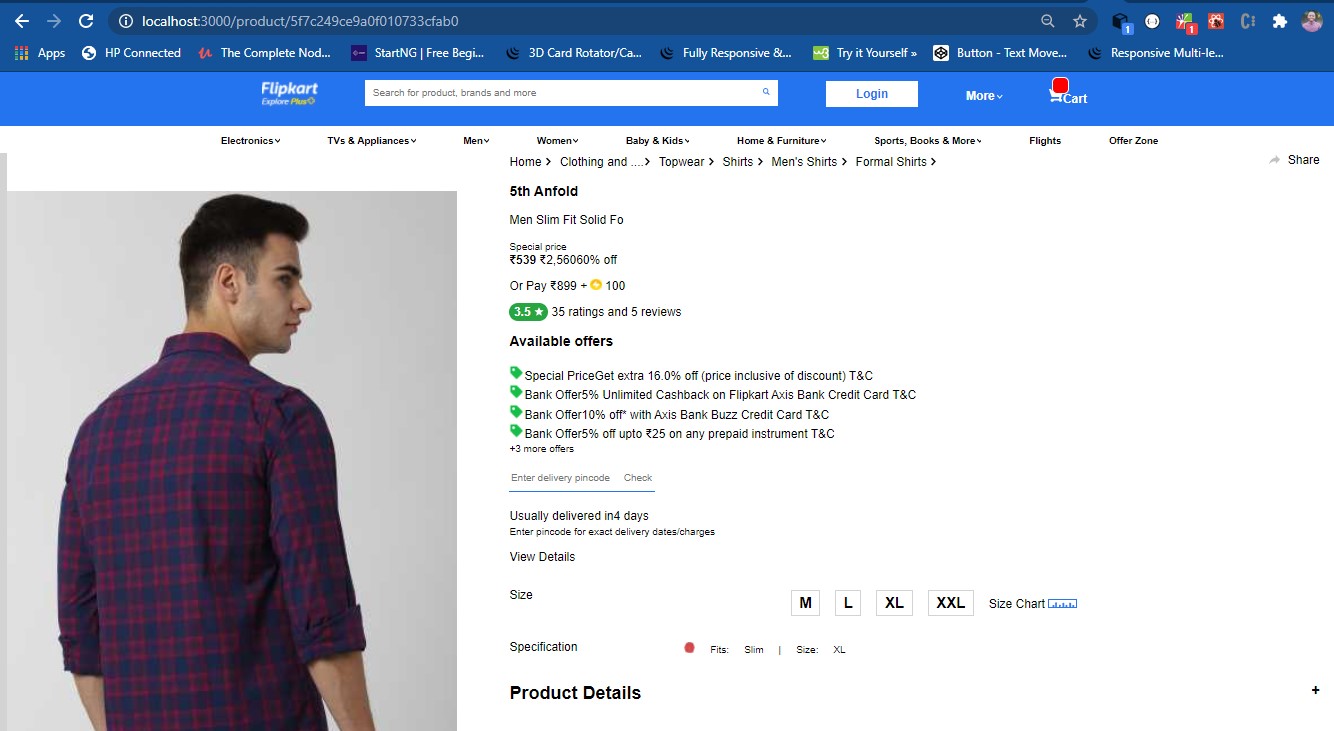 localhost:3000/product/5f7c249ce9a0f010733cfab0
1
1
Apps HP Connected The Complete Nod... StartNG | Free Begi... 3D Card Rotator/Ca... Fully Responsive &... Try it Yourself » Button - Text Move... Responsive Multi-le...
Flipkart
Explore Plus
Search for product, brands and more
Login
More
Cart
Electronics TVs & Appliances Men Women Baby & Kids Home & Furniture Sports, Books & More Flights Offer Zone
Home > Clothing and ....> Topwear > Shirts > Men's Shirts > Formal Shirts >
Share
5th Anfold
Men Slim Fit Solid Fo
Special price
₹539 ₹2,56060% off
Or Pay ₹899 + 100
3.5 ★ 35 ratings and 5 reviews
Available offers
Special PriceGet extra 16.0% off (price inclusive of discount) T&C
Bank Offer5% Unlimited Cashback on Flipkart Axis Bank Credit Card T&C
Bank Offer10% off* with Axis Bank Buzz Credit Card T&C
Bank Offer5% off upto ₹25 on any prepaid instrument T&C
+3 more offers
Enter delivery pincode Check
Usually delivered in4 days
Enter pincode for exact delivery dates/charges
View Details
Size M L XL XXL Size Chart
Specification Fits: Slim | Size: XL
Product Details +